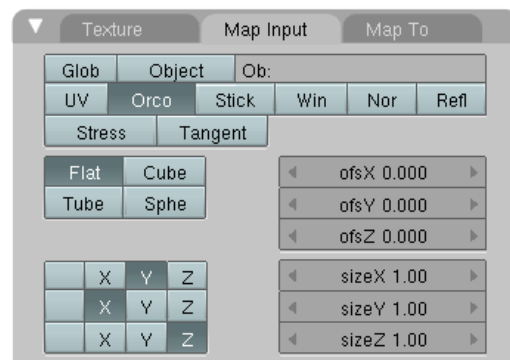 Texture Map Input Map To
Glob Object Ob:
UV Orco Stick Win Nor Refl
Stress Tangent
Flat Cube ofsX 0.000
Tube Sphe ofsY 0.000
ofsZ 0.000
X Y Z sizeX 1.00
X Y Z sizeY 1.00
X Y Z sizeZ 1.00